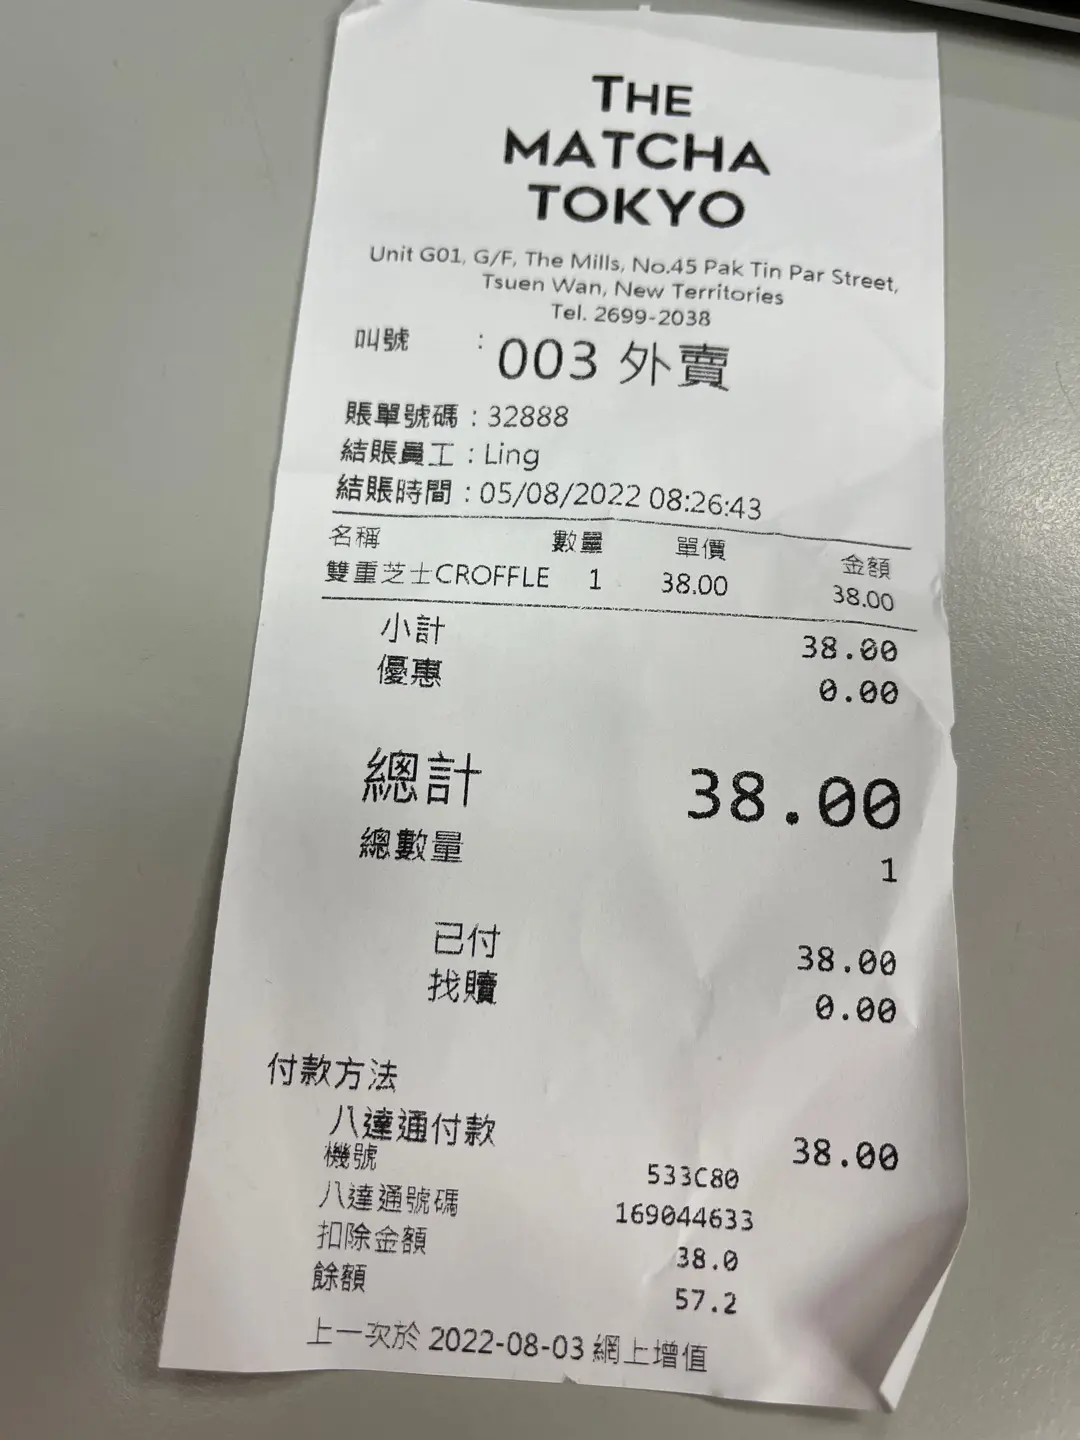 THE
MATCHA
TOKYO
Unit G01, G/F, The Mills, No.45 Pak Tin Par Street,
Tsuen Wan, New Territories
Tel. 2699-2038
叫號 : 003 外賣
賬單號碼 : 32888
結賬員工 : Ling
結賬時間 : 05/08/2022 08:26:43
名稱 數量 單價 金額
雙重芝士CROFFLE 1 38.00 38.00
小計 38.00
優惠 0.00
總計 38.00
總數量 1
已付 38.00
找贖 0.00
付款方法
八達通付款 38.00
機號 533C80
八達通號碼 169044633
扣除金額 38.0
餘額 57.2
上一次於 2022-08-03 網上增值